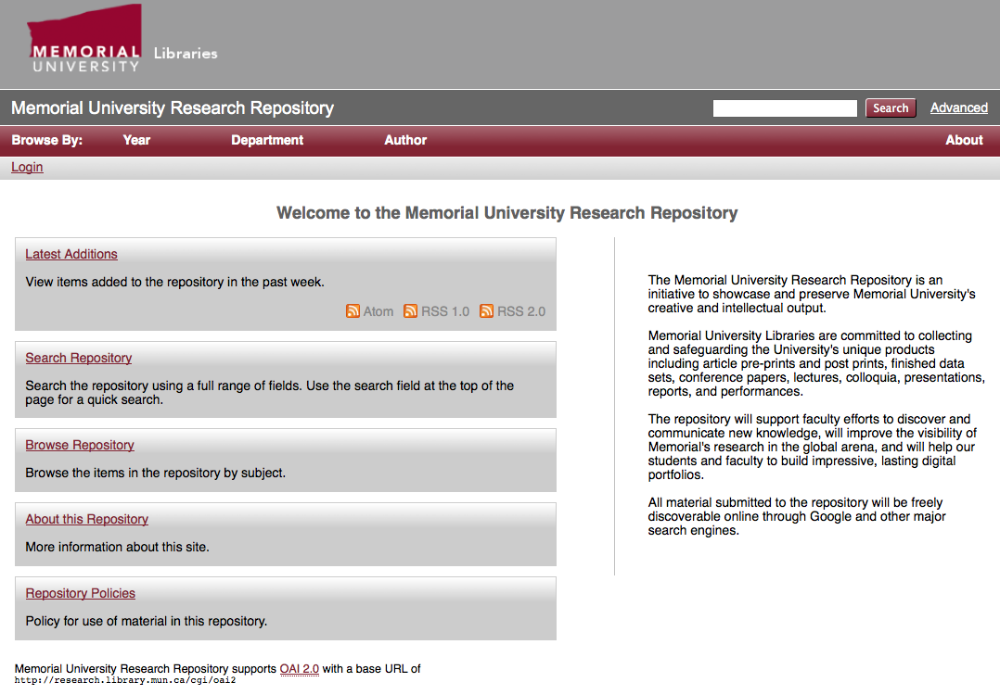 MEMORIAL
UNIVERSITY
Libraries
Memorial University Research Repository
Search
Advanced
Browse By:
Year
Department
Author
About
Login
Welcome to the Memorial University Research Repository
Latest Additions
View items added to the repository in the past week.
Atom
RSS 1.0
RSS 2.0
Search Repository
Search the repository using a full range of fields. Use the search field at the top of the
page for a quick search.
Browse Repository
Browse the items in the repository by subject.
About this Repository
More information about this site.
Repository Policies
Policy for use of material in this repository.
The Memorial University Research Repository is an
initiative to showcase and preserve Memorial University's
creative and intellectual output.
Memorial University Libraries are committed to collecting
and safeguarding the University's unique products
including article pre-prints and post prints, finished data
sets, conference papers, lectures, colloquia, presentations,
reports, and performances.
The repository will support faculty efforts to discover and
communicate new knowledge, will improve the visibility of
Memorial's research in the global arena, and will help our
students and faculty to build impressive, lasting digital
portfolios.
All material submitted to the repository will be freely
discoverable online through Google and other major
search engines.
Memorial University Research Repository supports OAI 2.0 with a base URL of
http://research.library.mun.ca/cgi/oai2